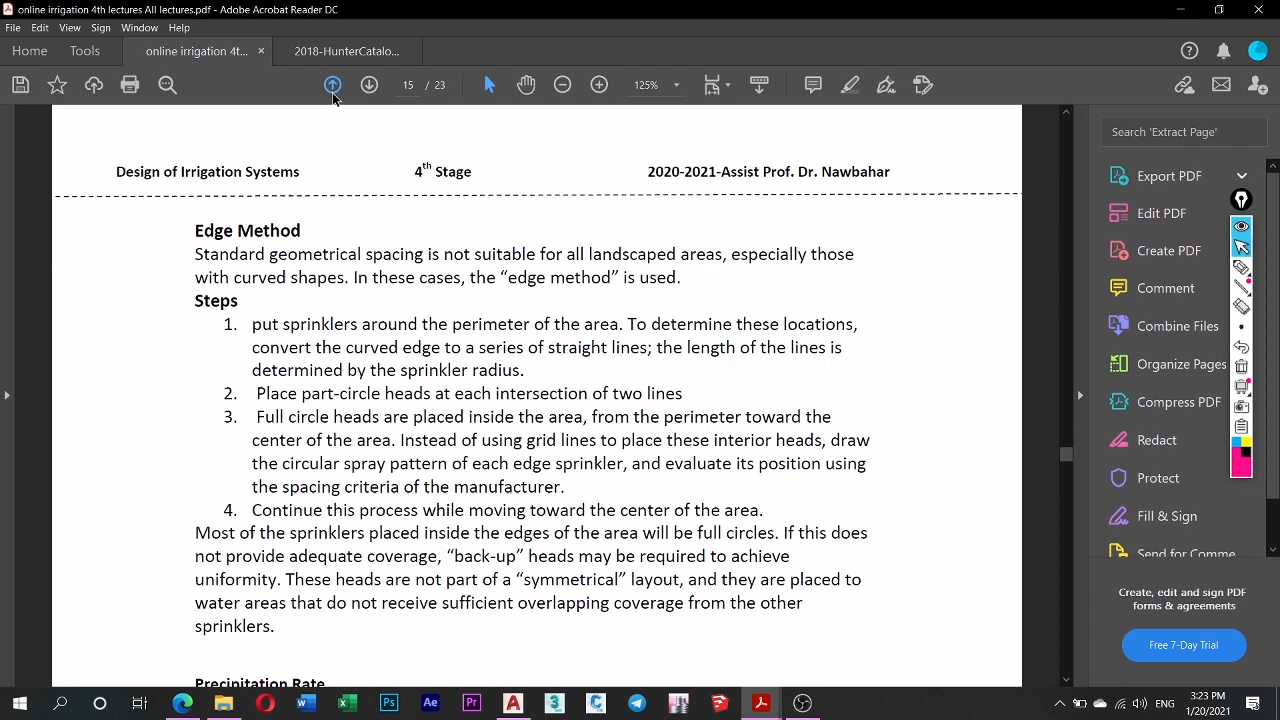 online irrigation 4th lectures All lectures.pdf - Adobe Acrobat Reader DC
File Edit View Sign Window Help
Home Tools online irrigation 4t... × 2018-HunterCatalo...
15 / 23 125%
Search 'Extract Page'
Design of Irrigation Systems 4th Stage 2020-2021-Assist Prof. Dr. Nawbahar
Edge Method
Standard geometrical spacing is not suitable for all landscaped areas, especially those
with curved shapes. In these cases, the “edge method” is used.
Steps
1. put sprinklers around the perimeter of the area. To determine these locations,
convert the curved edge to a series of straight lines; the length of the lines is
determined by the sprinkler radius.
2. Place part-circle heads at each intersection of two lines
3. Full circle heads are placed inside the area, from the perimeter toward the
center of the area. Instead of using grid lines to place these interior heads, draw
the circular spray pattern of each edge sprinkler, and evaluate its position using
the spacing criteria of the manufacturer.
4. Continue this process while moving toward the center of the area.
Most of the sprinklers placed inside the edges of the area will be full circles. If this does
not provide adequate coverage, “back-up” heads may be required to achieve
uniformity. These heads are not part of a “symmetrical” layout, and they are placed to
water areas that do not receive sufficient overlapping coverage from the other
sprinklers.
Precipitation Rate
Export PDF
Edit PDF
Create PDF
Comment
Combine Files
Organize Pages
Compress PDF
Redact
Protect
Fill & Sign
Send for Comme
Create, edit and sign PDF
forms & agreements
Free 7-Day Trial
3:23 PM
1/20/2021